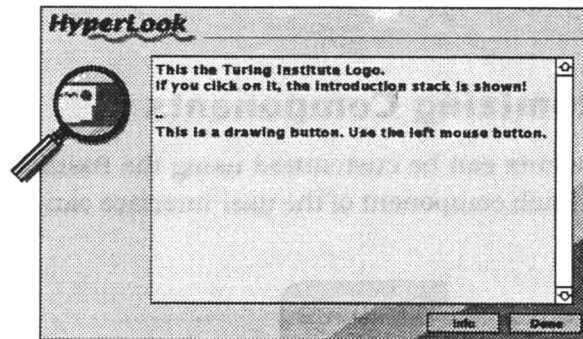 HyperLook
This the Turing Institute Logo.
If you click on it, the introduction stack is shown!
--
This is a drawing button. Use the left mouse button.
Info
Done